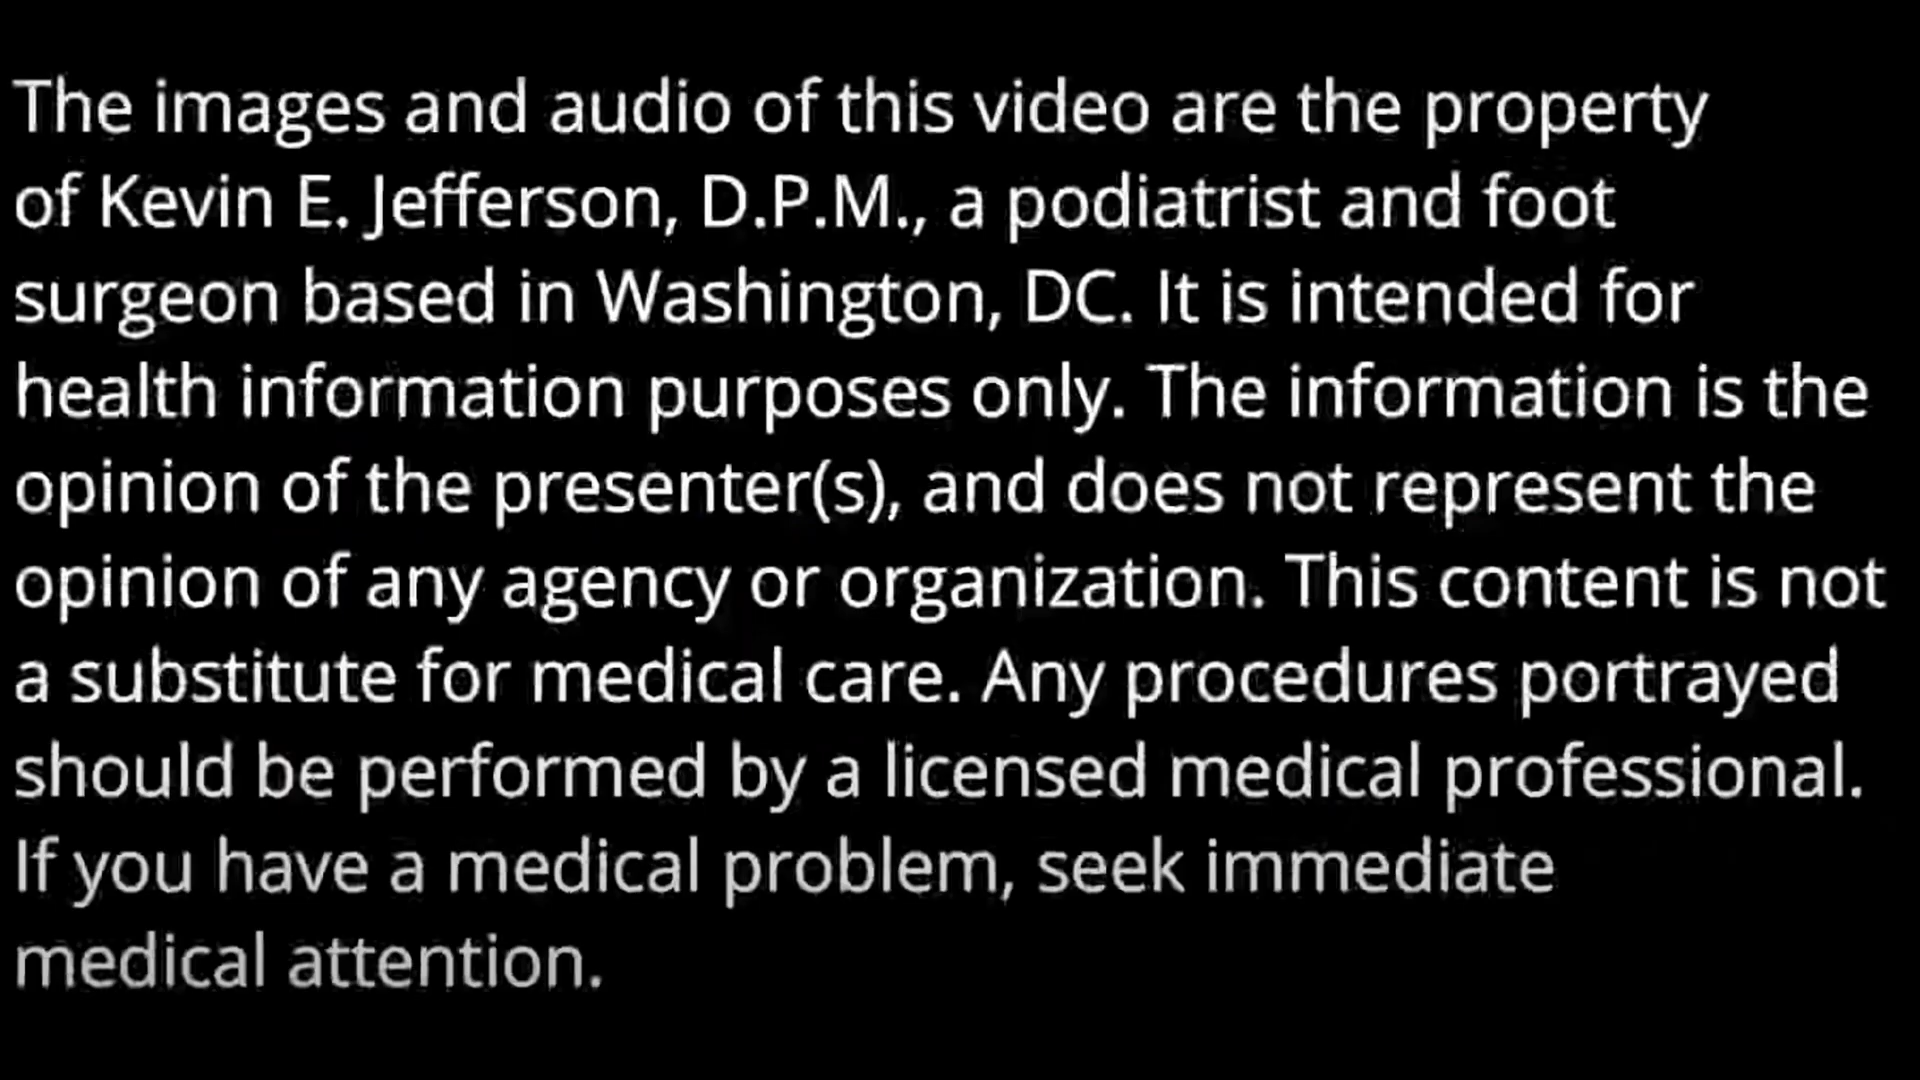 The images and audio of this video are the property
of Kevin E. Jefferson, D.P.M., a podiatrist and foot
surgeon based in Washington, DC. It is intended for
health information purposes only. The information is the
opinion of the presenter(s), and does not represent the
opinion of any agency or organization. This content is not
a substitute for medical care. Any procedures portrayed
should be performed by a licensed medical professional.
If you have a medical problem, seek immediate
medical attention.